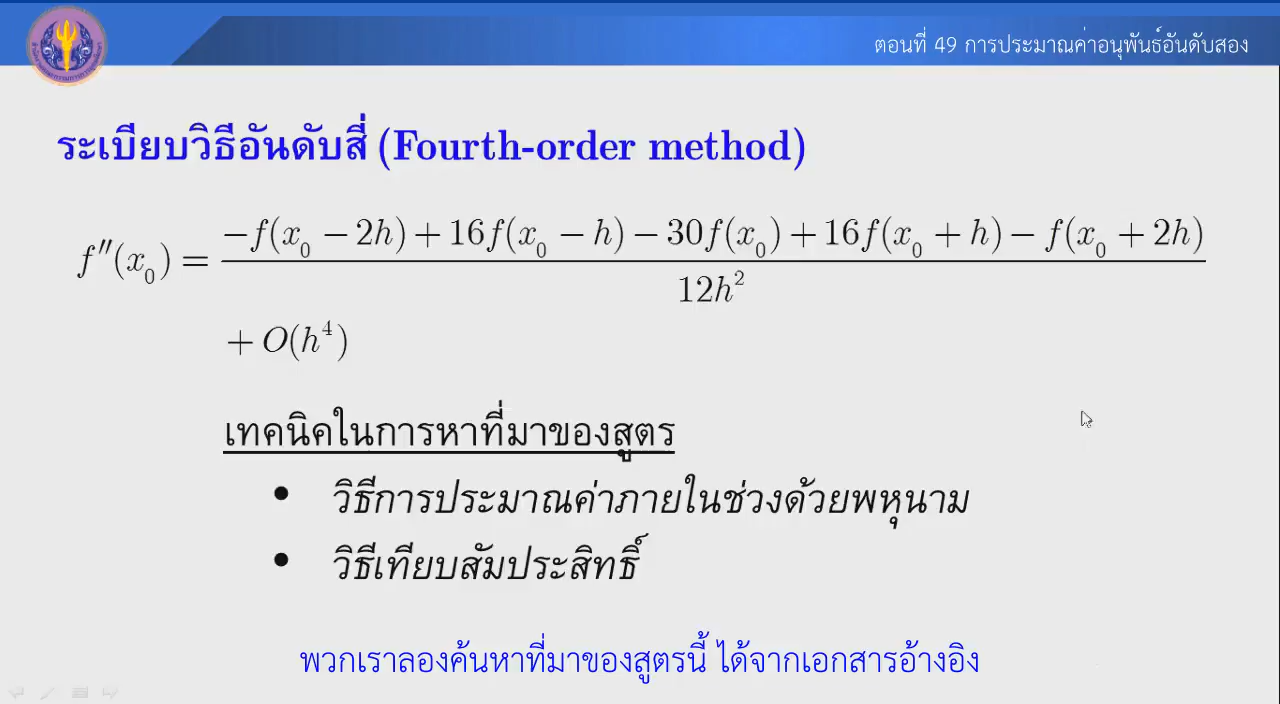 ตอนที่ 49 การประมาณค่าอนุพันธ์อันดับสอง
ระเบียบวิธีอันดับสี่ (Fourth-order method)
f″(x₀) = (−f(x₀ − 2h) + 16f(x₀ − h) − 30f(x₀) + 16f(x₀ + h) − f(x₀ + 2h)) / 12h²
+ O(h⁴)
เทคนิคในการหาที่มาของสูตร
• วิธีการประมาณค่าภายในช่วงด้วยพหุนาม
• วิธีเทียบสัมประสิทธิ์
พวกเราลองค้นหาที่มาของสูตรนี้ ได้จากเอกสารอ้างอิง